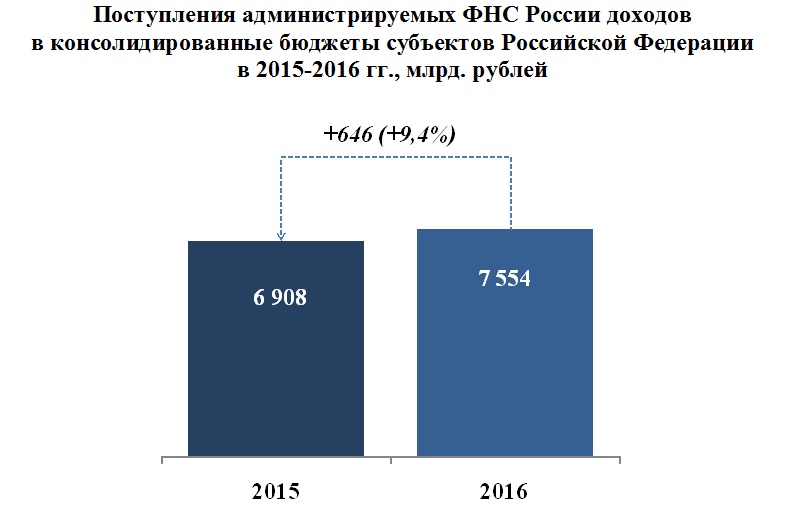 Поступления администрируемых ФНС России доходов
в консолидированные бюджеты субъектов Российской Федерации
в 2015-2016 гг., млрд. рублей
+646 (+9,4%)
6 908
7 554
2015
2016